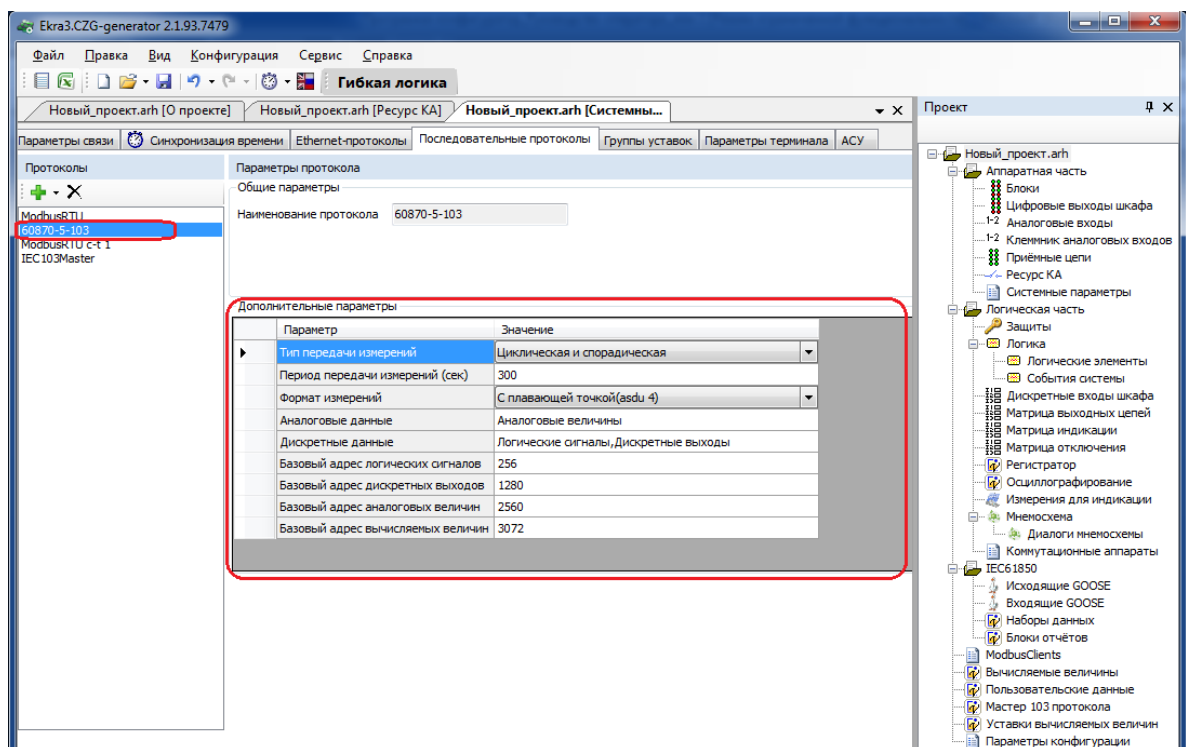 Ekra3.CZG-generator 2.1.93.7479
Файл Правка Вид Конфигурация Сервис Справка
Гибкая логика
Новый_проект.arh [О проекте] Новый_проект.arh [Ресурс КА] Новый_проект.arh [Системны...
Параметры связи Синхронизация времени Ethernet-протоколы Последовательные протоколы Группы уставок Параметры терминала АСУ
Протоколы
ModbusRTU
60870-5-103
ModbusRTU c-t 1
IEC103Master
Параметры протокола
Общие параметры
Наименование протокола 60870-5-103
Дополнительные параметры
Параметр Значение
Тип передачи измерений Циклическая и спорадическая
Период передачи измерений (сек) 300
Формат измерений С плавающей точкой(asdu 4)
Аналоговые данные Аналоговые величины
Дискретные данные Логические сигналы,Дискретные выходы
Базовый адрес логических сигналов 256
Базовый адрес дискретных выходов 1280
Базовый адрес аналоговых величин 2560
Базовый адрес вычисляемых величин 3072
Проект
Новый_проект.arh
Аппаратная часть
Блоки
Цифровые выходы шкафа
1-2 Аналоговые входы
1-2 Клеммник аналоговых входов
Приёмные цепи
Ресурс КА
Системные параметры
Логическая часть
Защиты
Логика
Логические элементы
События системы
Дискретные входы шкафа
Матрица выходных цепей
Матрица индикации
Матрица отключения
Регистратор
Осциллографирование
Измерения для индикации
Мнемосхема
Диалоги мнемосхемы
Коммутационные аппараты
IEC61850
Исходящие GOOSE
Входящие GOOSE
Наборы данных
Блоки отчётов
ModbusClients
Вычисляемые величины
Пользовательские данные
Мастер 103 протокола
Уставки вычисляемых величин
Параметры конфигурации